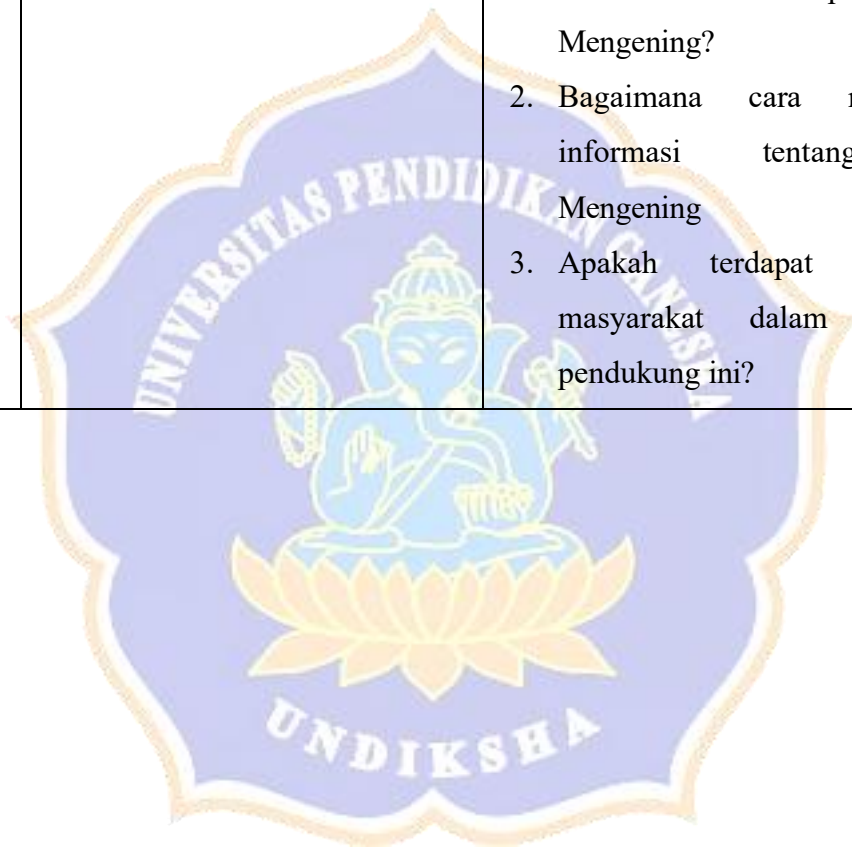 Mengening?
2. Bagaimana cara
informasi tentang
Mengening
3. Apakah terdapat
masyarakat dalam
pendukung ini?
UNIVERSITAS PENDIDIKAN GANESHA
UNDIKSHA